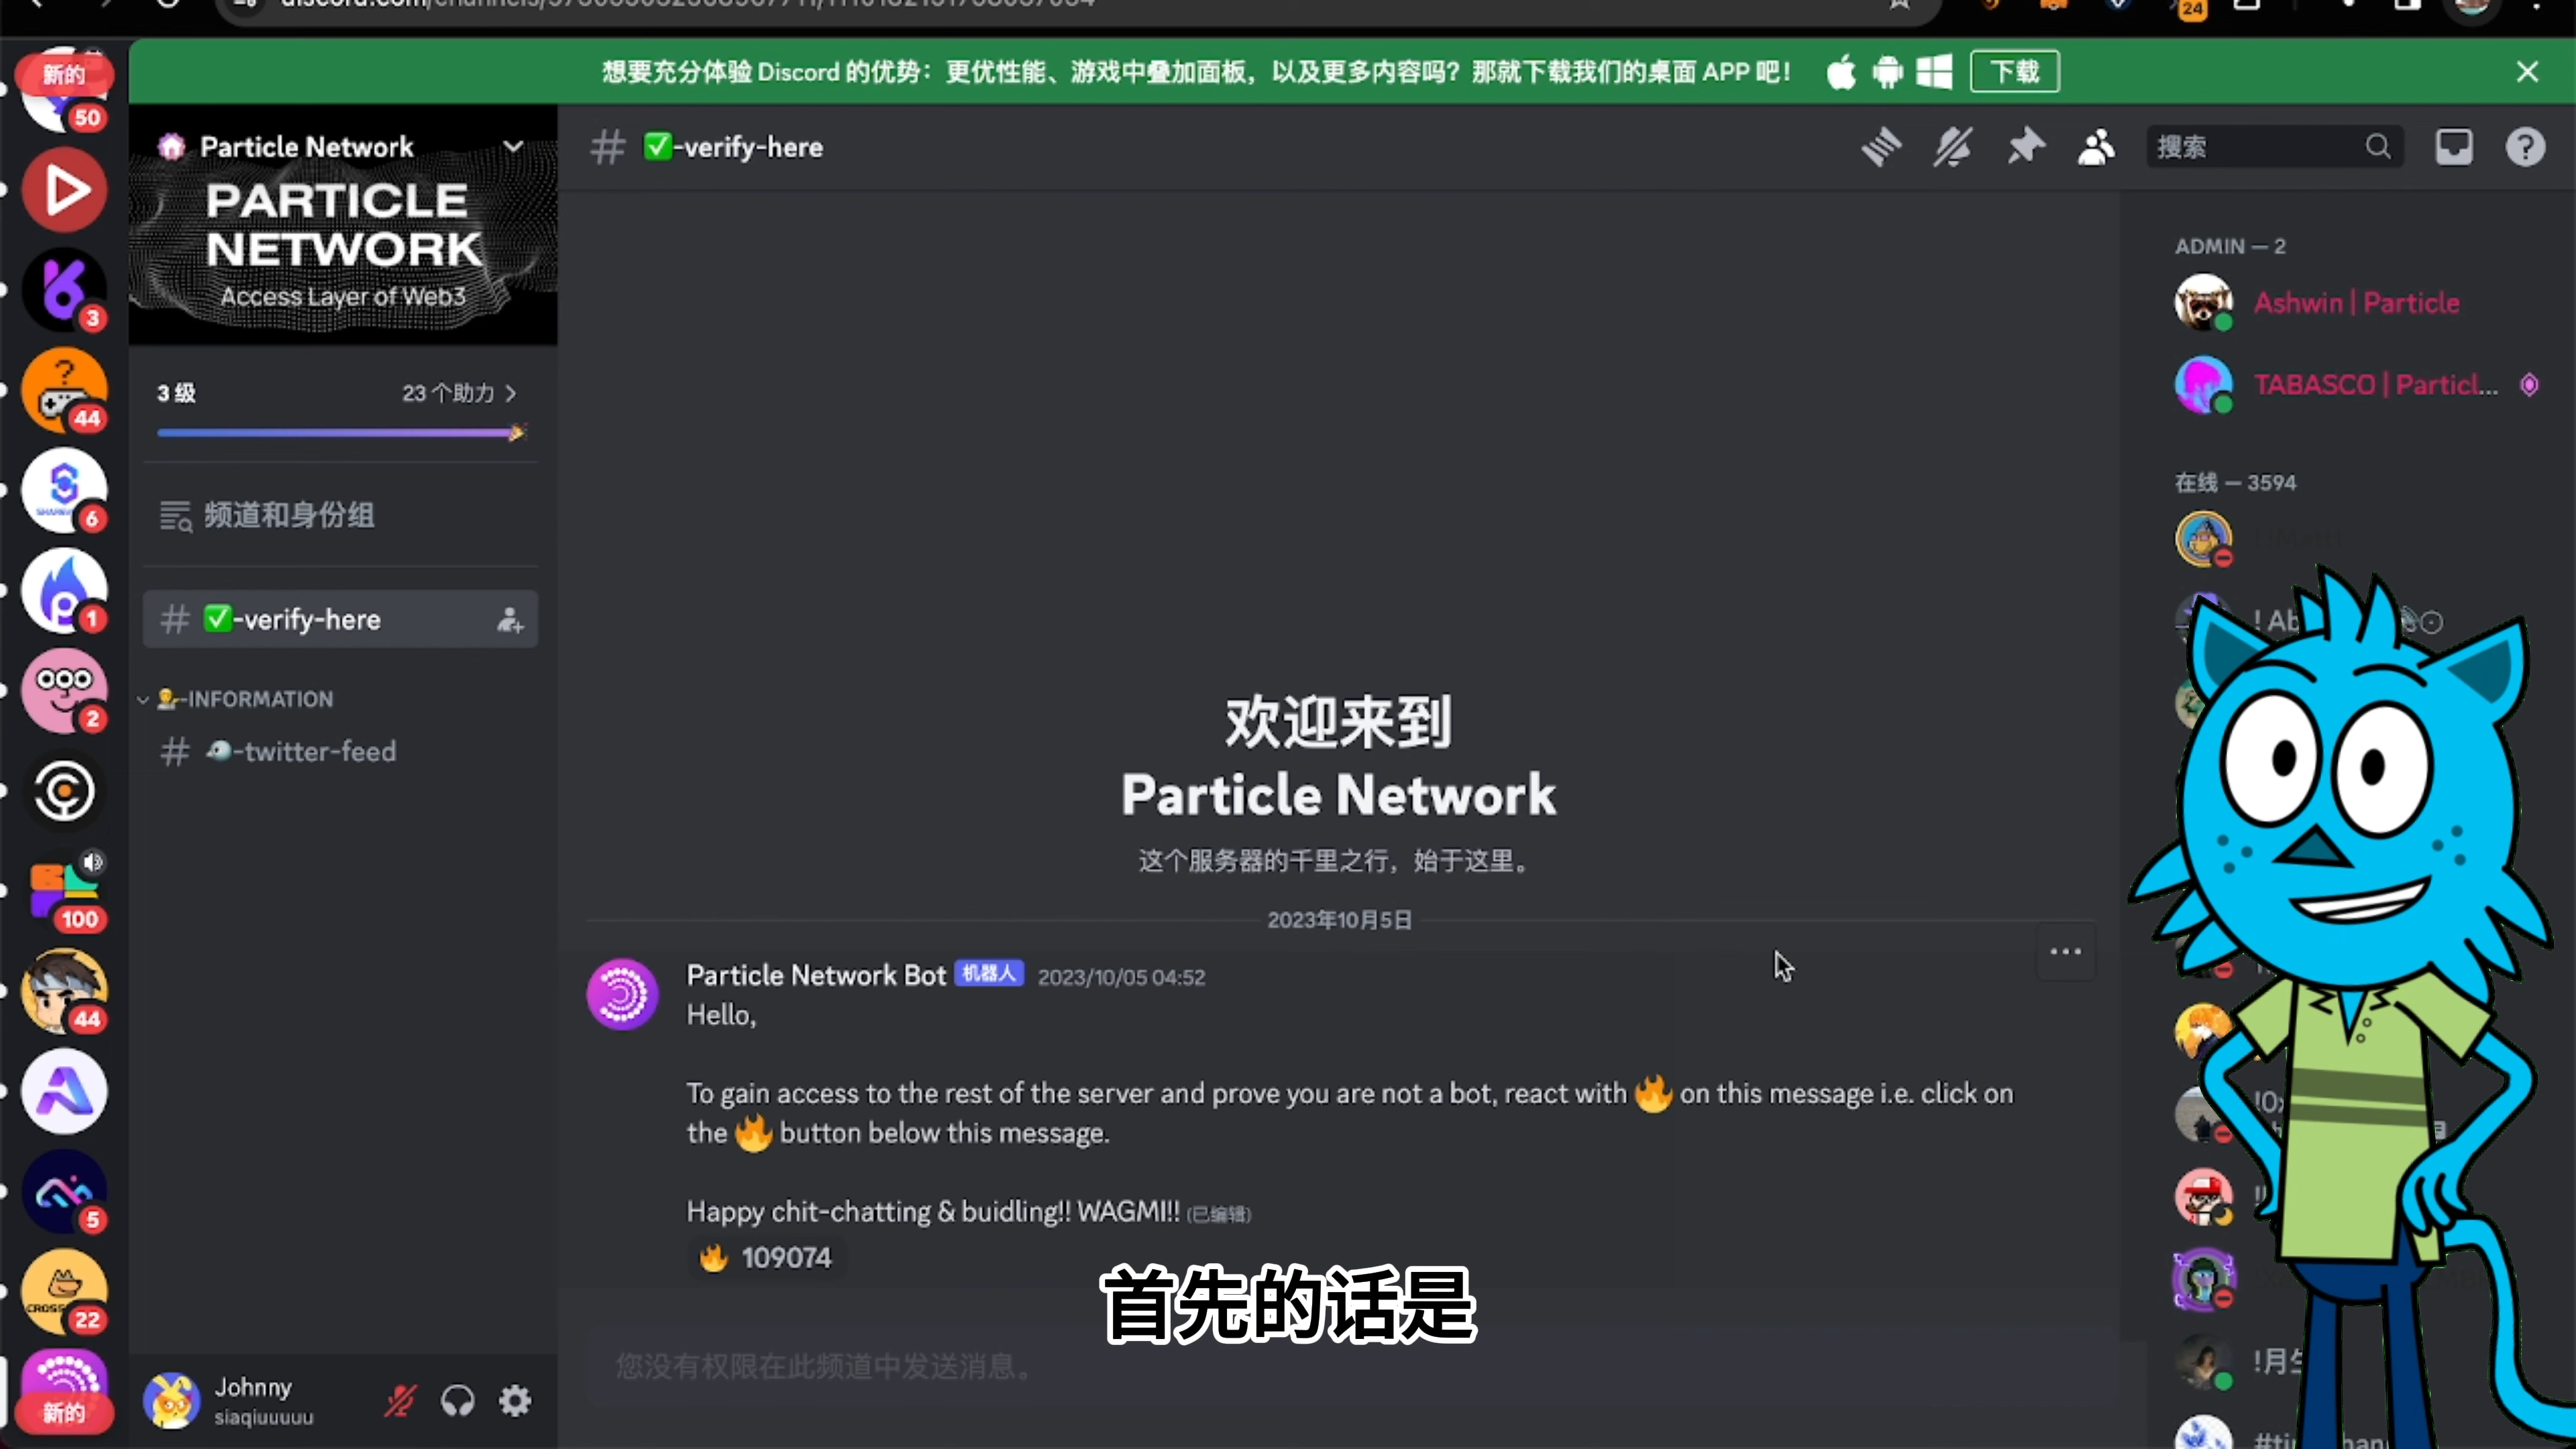 24
想要充分体验 Discord 的优势：更优性能、游戏中叠加面板，以及更多内容吗？那就下载我们的桌面 APP 吧！
下载
新的
50
3
44
6
1
2
100
44
5
CROSS
22
新的
Particle Network
PARTICLE
NETWORK
Access Layer of Web3
3 级
23 个助力
频道和身份组
# ✅-verify-here
-INFORMATION
# -twitter-feed
Johnny
siaqiuuuuu
# ✅-verify-here
搜索
欢迎来到
Particle Network
这个服务器的千里之行，始于这里。
2023年10月5日
Particle Network Bot 机器人 2023/10/05 04:52
Hello,
To gain access to the rest of the server and prove you are not a bot, react with 🔥 on this message i.e. click on
the 🔥 button below this message.
Happy chit-chatting & buidling!! WAGMI!! (已编辑)
🔥 109074
首先的话是
您没有权限在此频道中发送消息。
ADMIN — 2
Ashwin | Particle
TABASCO | Particl...
在线 — 3594
! Ab